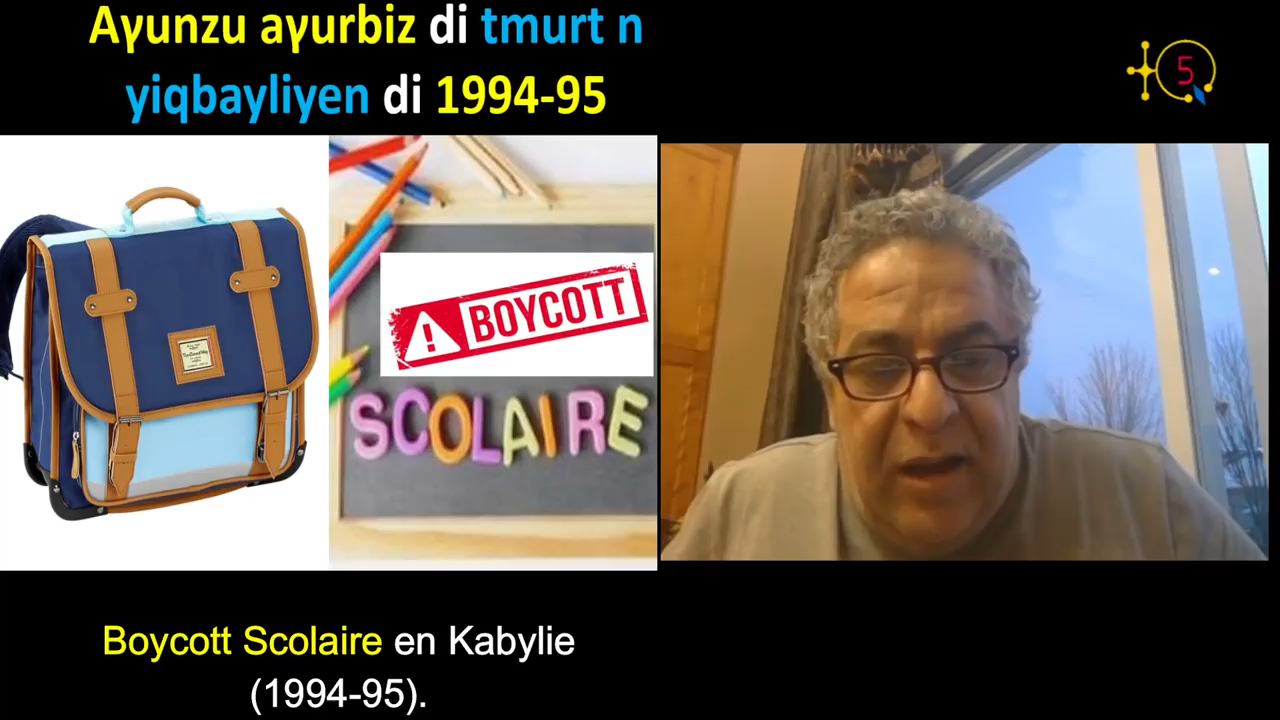 Aγunzu aγurbiz di tmurt n
yiqbayliyen di 1994-95
5
BOYCOTT
SCOLAIRE
Boycott Scolaire en Kabylie
(1994-95).